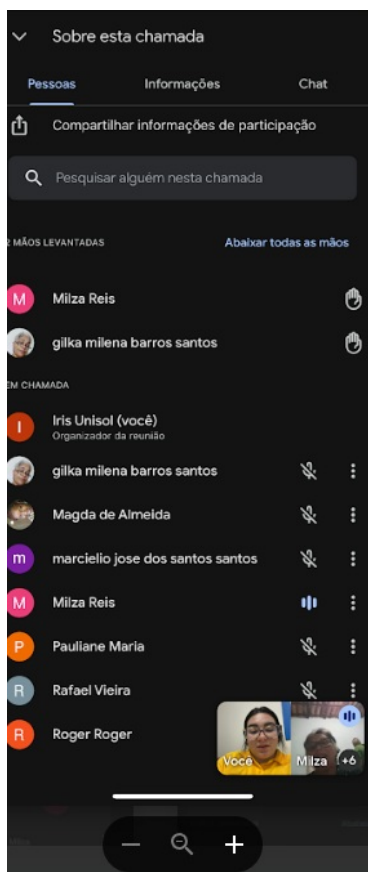 Sobre esta chamada
Pessoas Informações Chat
Compartilhar informações de participação
Pesquisar alguém nesta chamada
MÃOS LEVANTADAS Abaixar todas as mãos
M Milza Reis
gilka milena barros santos
EM CHAMADA
I Iris Unisol (você)
Organizador da reunião
gilka milena barros santos
Magda de Almeida
m marcielio jose dos santos santos
M Milza Reis
P Pauliane Maria
R Rafael Vieira
R Roger Roger
Você Milza +6